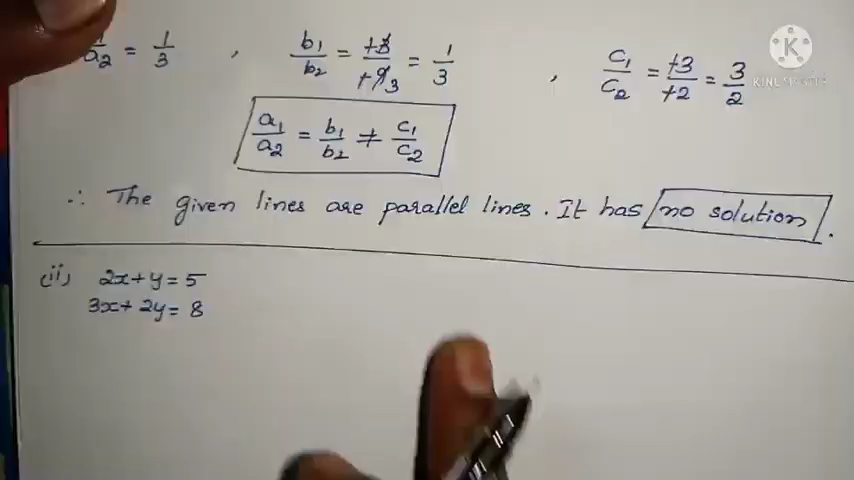 a₂ = 1/3 , b₁/b₂ = +3/+9 3 = 1/3 , c₁/c₂ = +3/+2 = 3/2
a₁/a₂ = b₁/b₂ ≠ c₁/c₂
∴ The given lines are parallel lines. It has no solution.
(ii) 2x+y=5
3x+2y=8